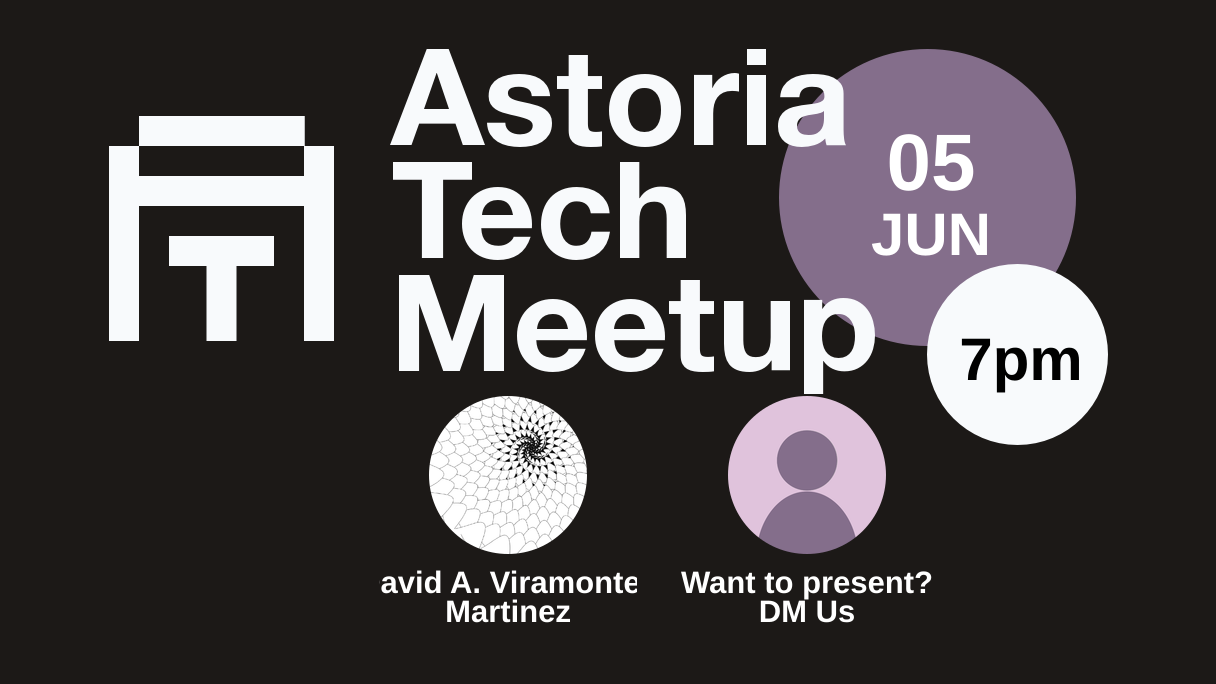 Astoria
Tech
Meetup
05
JUN
7pm
avid A. Viramonte
Martinez
Want to present?
DM Us